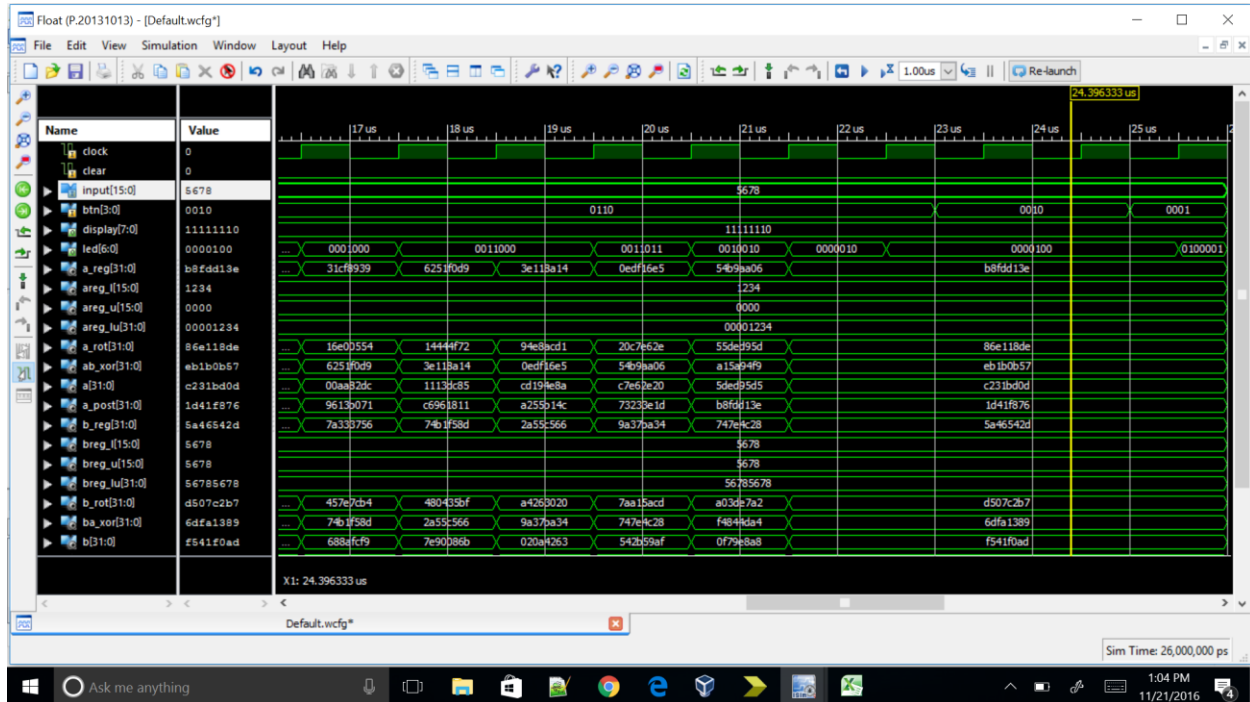 Float (P.20131013) - [Default.wcfg*]
File Edit View Simulation Window Layout Help
1.00us Re-launch
24.396333 us
Name Value 17 us 18 us 19 us 20 us 21 us 22 us 23 us 24 us 25 us
clock 0
clear 0
input[15:0] 5678 5678
btn[3:0] 0010 0110 0010 0001
display[7:0] 11111110 11111110
led[6:0] 0000100 ... 0001000 0011000 0011011 0010010 0000010 0000100 0100001
a_reg[31:0] b8fdd13e ... 31cf8939 6251f0d9 3e113a14 0edf16e5 54b9aa06 b8fdd13e
areg_l[15:0] 1234 1234
areg_u[15:0] 0000 0000
areg_lu[31:0] 00001234 00001234
a_rot[31:0] 86e118de ... 16e00554 14444f72 94e8acd1 20c7e62e 55ded95d 86e118de
ab_xor[31:0] eb1b0b57 ... 6251f0d9 3e113a14 0edf16e5 54b9aa06 a15a94f9 eb1b0b57
a[31:0] c231bd0d ... 00aa82dc 1113dc85 cd194e8a c7e62e20 5ded95d5 c231bd0d
a_post[31:0] 1d41f876 ... 9613b071 c6961811 a255b14c 73233e1d b8fdd13e 1d41f876
b_reg[31:0] 5a46542d ... 7a333756 74b1f58d 2a55c566 9a37ba34 747e4c28 5a46542d
breg_l[15:0] 5678 5678
breg_u[15:0] 5678 5678
breg_lu[31:0] 56785678 56785678
b_rot[31:0] d507c2b7 ... 457e7cb4 480435bf a4263020 7aa15acd a03de7a2 d507c2b7
ba_xor[31:0] 6dfa1389 ... 74b1f58d 2a55c566 9a37ba34 747e4c28 f4844da4 6dfa1389
b[31:0] f541f0ad ... 688afcf9 7e90086b 020a4263 542b59af 0f79e8a8 f541f0ad
X1: 24.396333 us
Default.wcfg*
Sim Time: 26,000,000 ps
Ask me anything
1:04 PM
11/21/2016
4